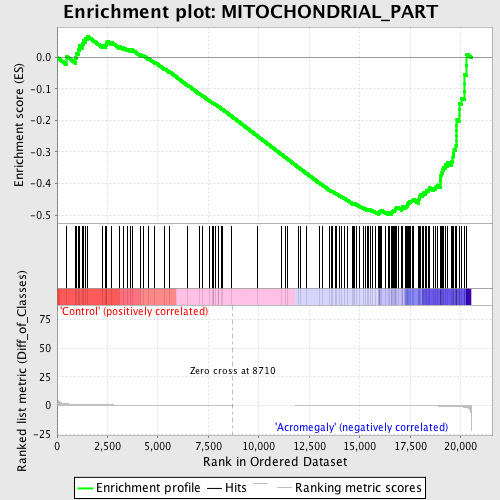 Enrichment plot: MITOCHONDRIAL_PART
Enrichment score (ES)
0.0
-0.1
-0.2
-0.3
-0.4
-0.5
'Control' (positively correlated)
Ranked list metric (Diff_of_Classes)
75
50
25
0
-25
Zero cross at 8710
'Acromegaly' (negatively correlated)
0 2,500 5,000 7,500 10,000 12,500 15,000 17,500 20,000
Rank in Ordered Dataset
Enrichment profile Hits Ranking metric scores